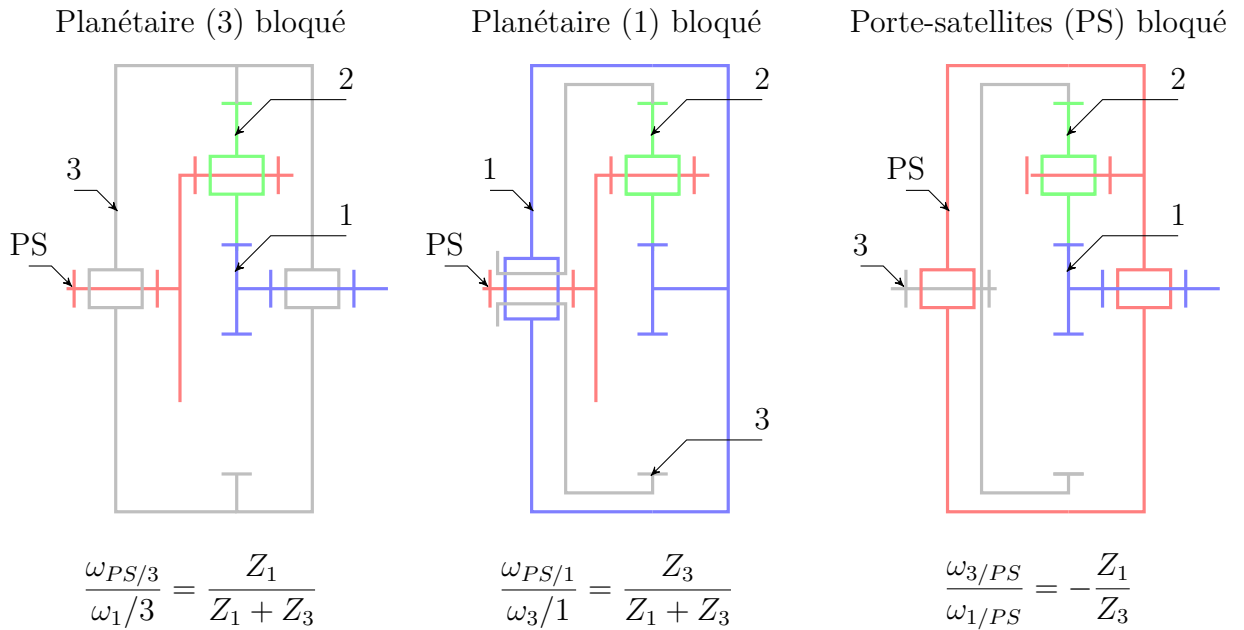 Planétaire (3) bloqué
Planétaire (1) bloqué
Porte-satellites (PS) bloqué
2
3
1
PS
2
1
PS
3
2
PS
1
3
ω_{PS/3}/ω_1/3 = Z_1/(Z_1 + Z_3)
ω_{PS/1}/ω_3/1 = Z_3/(Z_1 + Z_3)
ω_{3/PS}/ω_{1/PS} = −Z_1/Z_3